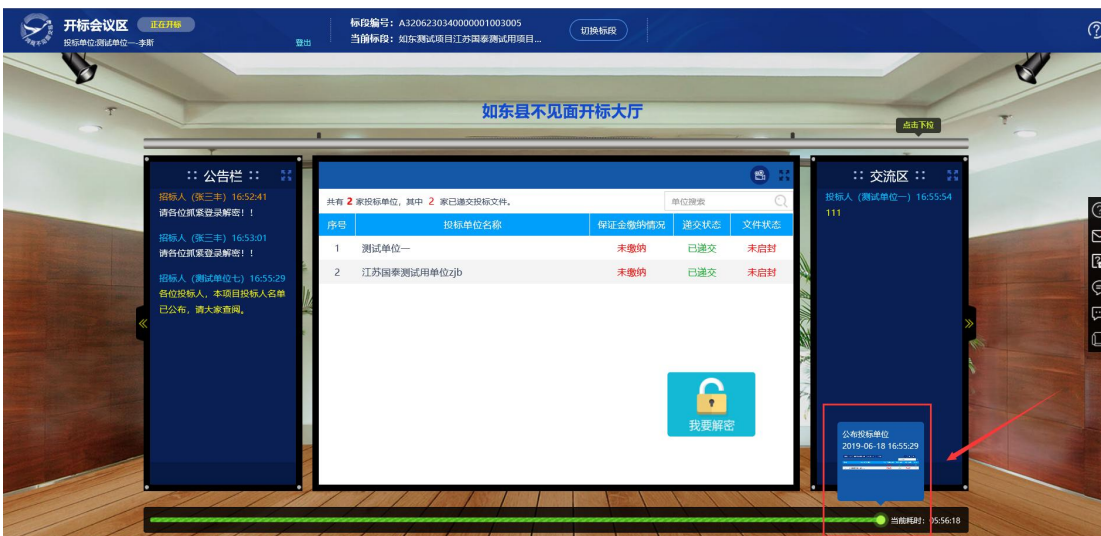 开标会议区 正在开标
投标单位:测试单位一-李斯 登出
标段编号：A3206230340000001003005
当前标段：如东测试项目江苏国泰测试用项目...
切换标段
如东县不见面开标大厅
点击下拉
:: 公告栏 ::
招标人（张三丰）16:52:41
请各位抓紧登录解密！！
招标人（张三丰）16:53:01
请各位抓紧登录解密！！
招标人（测试单位七）16:55:29
各位投标人，本项目投标人名单
已公布，请大家查阅。
共有 2 家投标单位，其中 2 家已递交投标文件。 单位搜索
序号 投标单位名称 保证金缴纳情况 递交状态 文件状态
1 测试单位一 未缴纳 已递交 未启封
2 江苏国泰测试用单位zjb 未缴纳 已递交 未启封
我要解密
:: 交流区 ::
投标人（测试单位一）16:55:54
111
公布投标单位
2019-06-18 16:55:29
当前耗时：05:56:18